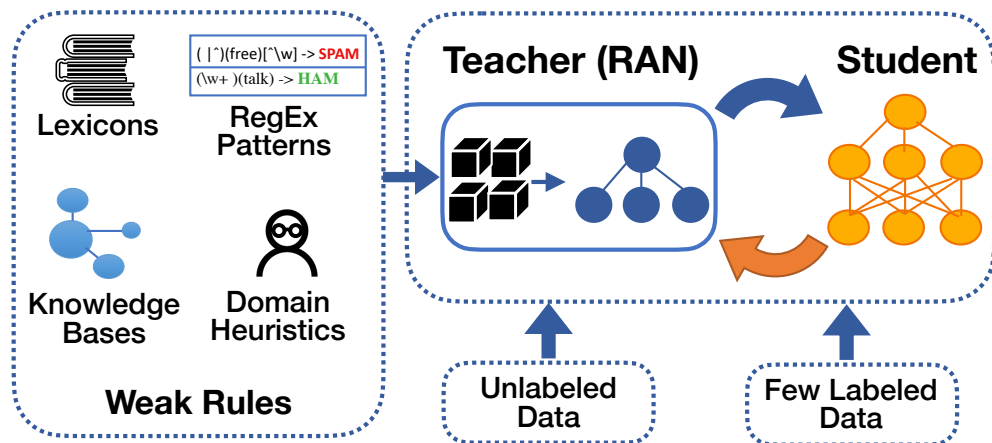 ( |^)(free)[^\w] -> SPAM
(\w+ )(talk) -> HAM
Lexicons
RegEx
Patterns
Knowledge
Bases
Domain
Heuristics
Weak Rules
Teacher (RAN)
Student
Unlabeled
Data
Few Labeled
Data